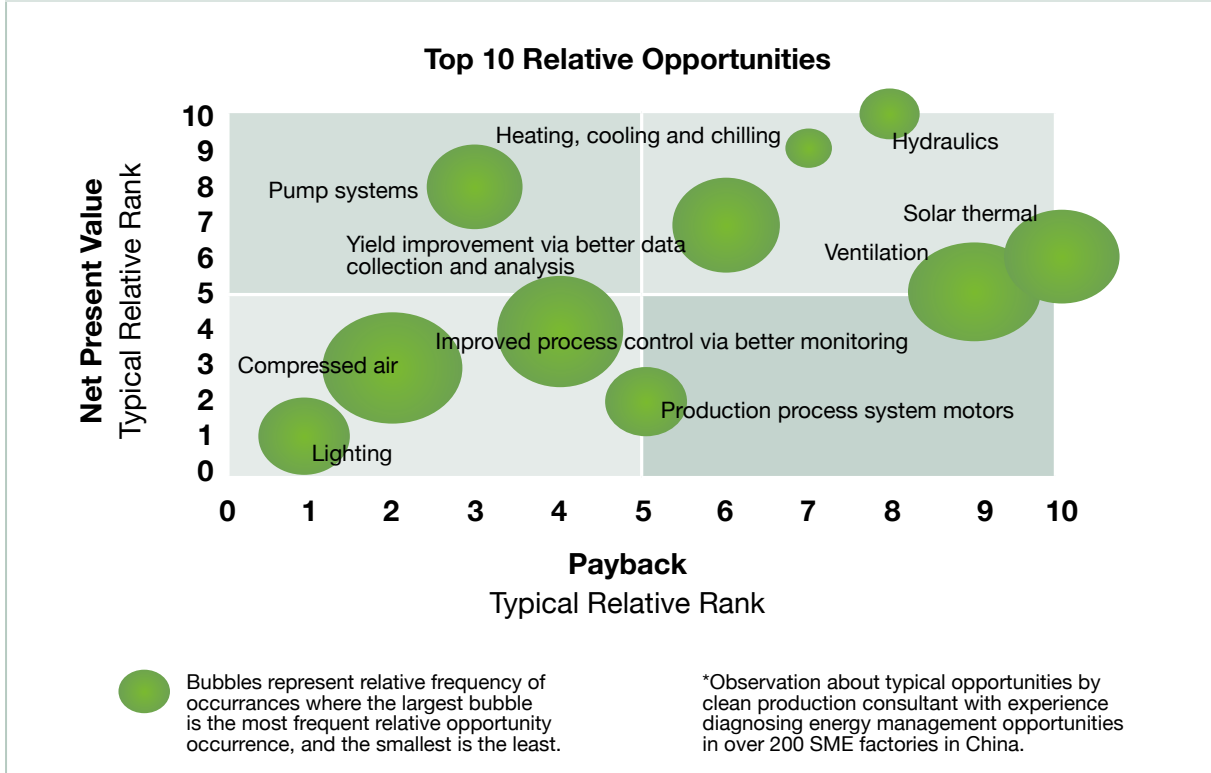 Top 10 Relative Opportunities
Net Present Value
Typical Relative Rank
10
9
8
7
6
5
4
3
2
1
0
Heating, cooling and chilling
Hydraulics
Pump systems
Solar thermal
Yield improvement via better data
collection and analysis
Ventilation
Improved process control via better monitoring
Compressed air
Production process system motors
Lighting
0 1 2 3 4 5 6 7 8 9 10
Payback
Typical Relative Rank
Bubbles represent relative frequency of
occurrances where the largest bubble
is the most frequent relative opportunity
occurrence, and the smallest is the least.
*Observation about typical opportunities by
clean production consultant with experience
diagnosing energy management opportunities
in over 200 SME factories in China.